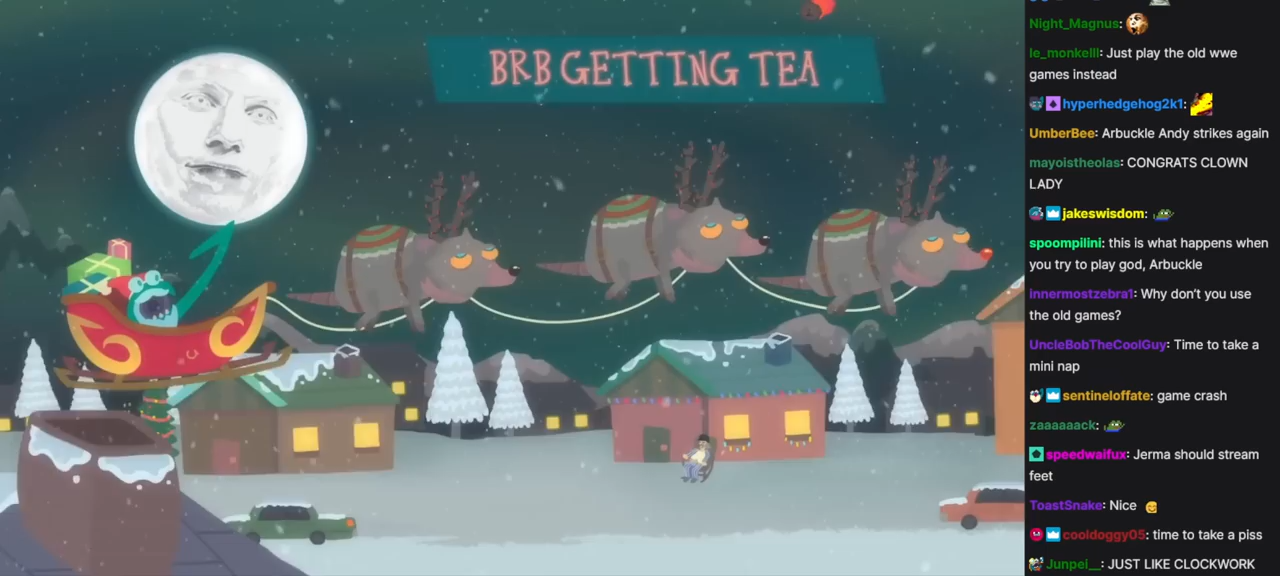 BRB GETTING TEA
Night_Magnus:
le_monkelll: Just play the old wwe
games instead
hyperhedgehog2k1:
UmberBee: Arbuckle Andy strikes again
mayoistheolas: CONGRATS CLOWN
LADY
jakeswisdom:
spoompilini: this is what happens when
you try to play god, Arbuckle
innermostzebra1: Why don't you use
the old games?
UncleBobTheCoolGuy: Time to take a
mini nap
sentineloffate: game crash
zaaaaaack:
speedwaifux: Jerma should stream
feet
ToastSnake: Nice
cooldoggy05: time to take a piss
Junpei__: JUST LIKE CLOCKWORK